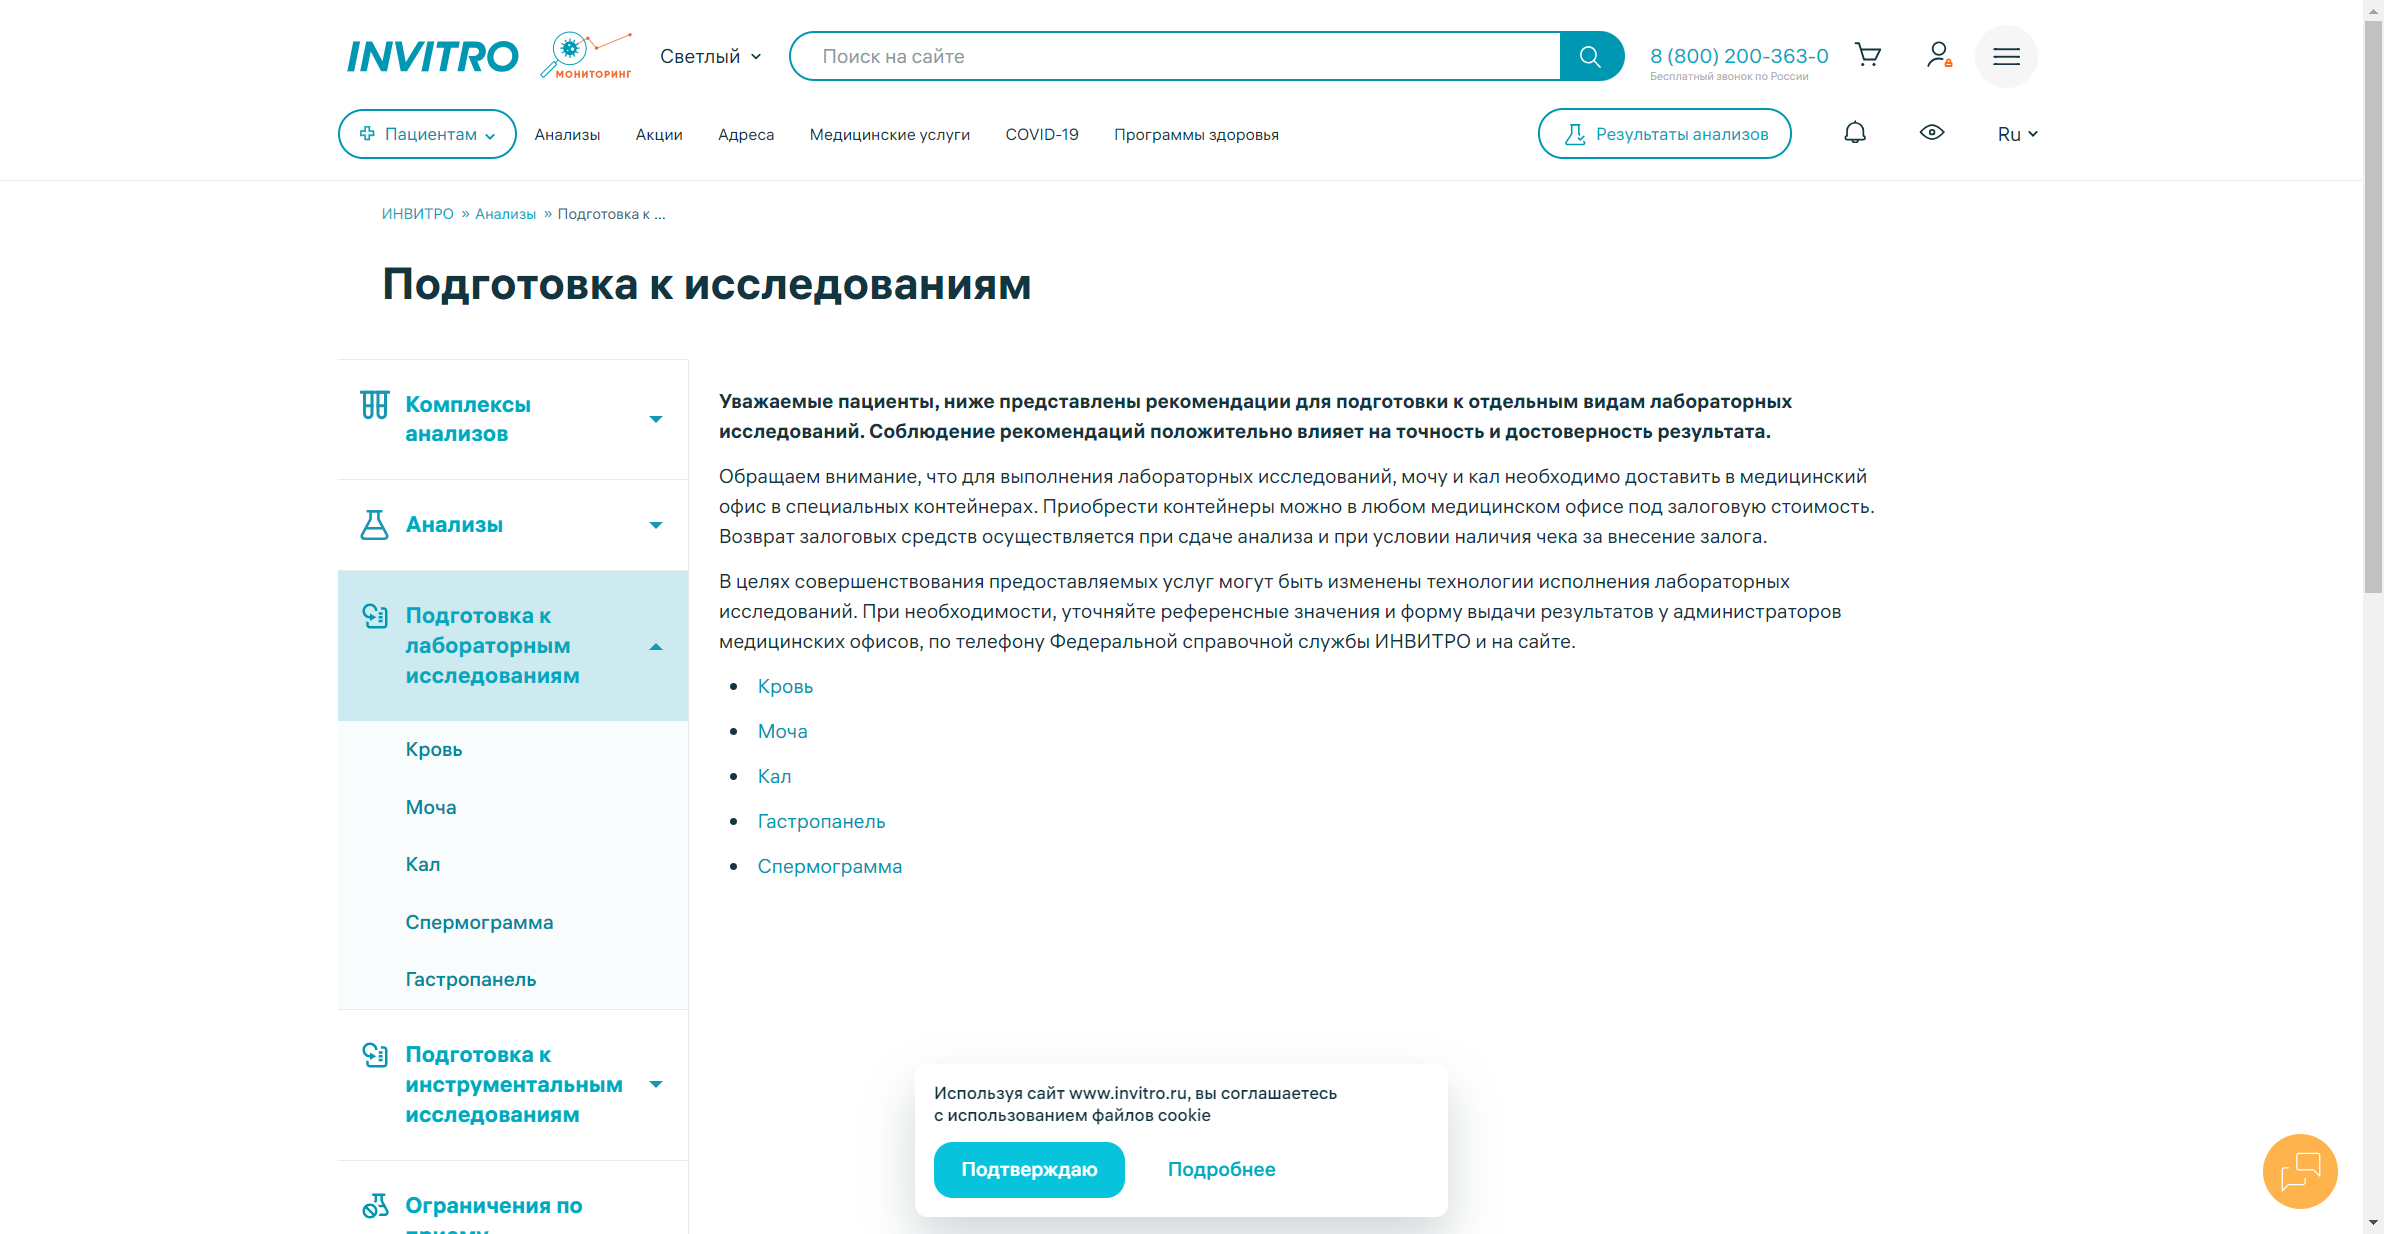 INVITRO
МОНИТОРИНГ
Светлый
Поиск на сайте
8 (800) 200-363-0
Бесплатный звонок по России
Пациентам
Анализы
Акции
Адреса
Медицинские услуги
COVID-19
Программы здоровья
Результаты анализов
Ru
ИНВИТРО » Анализы » Подготовка к ...
Подготовка к исследованиям
Комплексы
анализов
Анализы
Подготовка к
лабораторным
исследованиям
Кровь
Моча
Кал
Спермограмма
Гастропанель
Подготовка к
инструментальным
исследованиям
Ограничения по
приему
Уважаемые пациенты, ниже представлены рекомендации для подготовки к отдельным видам лабораторных
исследований. Соблюдение рекомендаций положительно влияет на точность и достоверность результата.
Обращаем внимание, что для выполнения лабораторных исследований, мочу и кал необходимо доставить в медицинский
офис в специальных контейнерах. Приобрести контейнеры можно в любом медицинском офисе под залоговую стоимость.
Возврат залоговых средств осуществляется при сдаче анализа и при условии наличия чека за внесение залога.
В целях совершенствования предоставляемых услуг могут быть изменены технологии исполнения лабораторных
исследований. При необходимости, уточняйте референсные значения и форму выдачи результатов у администраторов
медицинских офисов, по телефону Федеральной справочной службы ИНВИТРО и на сайте.
• Кровь
• Моча
• Кал
• Гастропанель
• Спермограмма
Используя сайт www.invitro.ru, вы соглашаетесь
с использованием файлов cookie
Подтверждаю
Подробнее